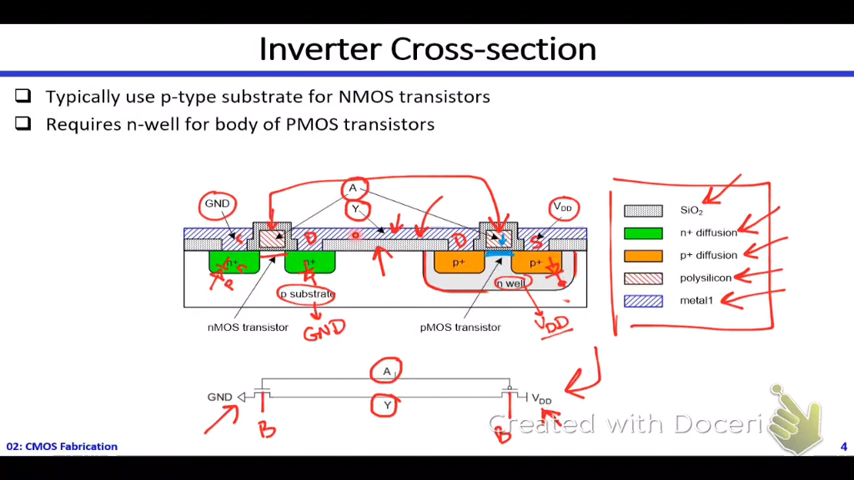 Inverter Cross-section
❑ Typically use p-type substrate for NMOS transistors
❑ Requires n-well for body of PMOS transistors
A
GND
Y
VDD
SiO2
S
D
D
S
n+ diffusion
n+
n+
p+
p+
p+ diffusion
polysilicon
p substrate
n well
metal1
nMOS transistor
GND
pMOS transistor
VDD
A
GND
Y
VDD
B
B
Created with Doceri
02: CMOS Fabrication
4